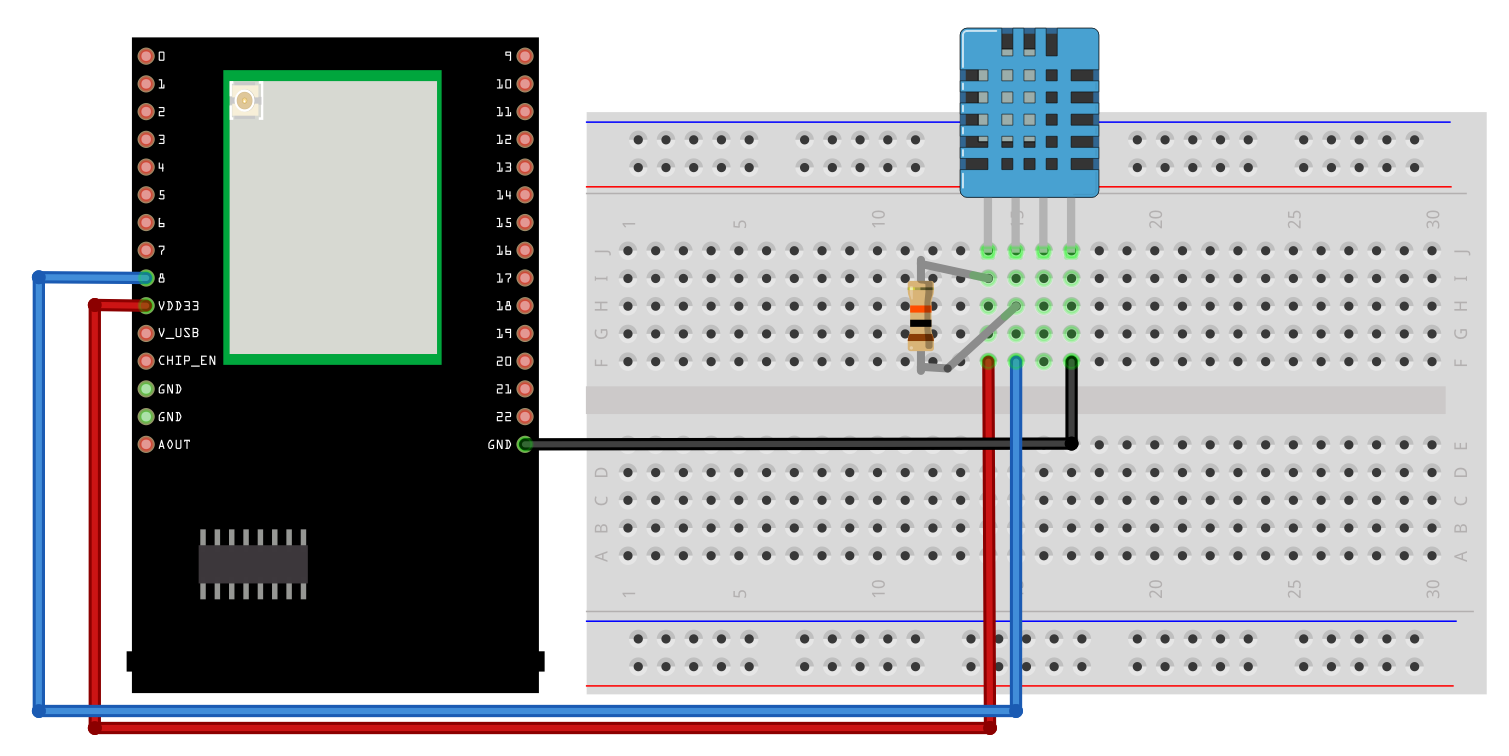 0 9
1 10
2 11
3 12
4 13
5 14
6 15
7 16
8 17
VDD33 18
V_USB 19
CHIP_EN 20
GND 21
GND 22
AOUT GND
1 5 10 15 20 25 30
J J
I I
H H
G G
F F
E
D D
C C
B B
A A
1 5 10 20 25 30